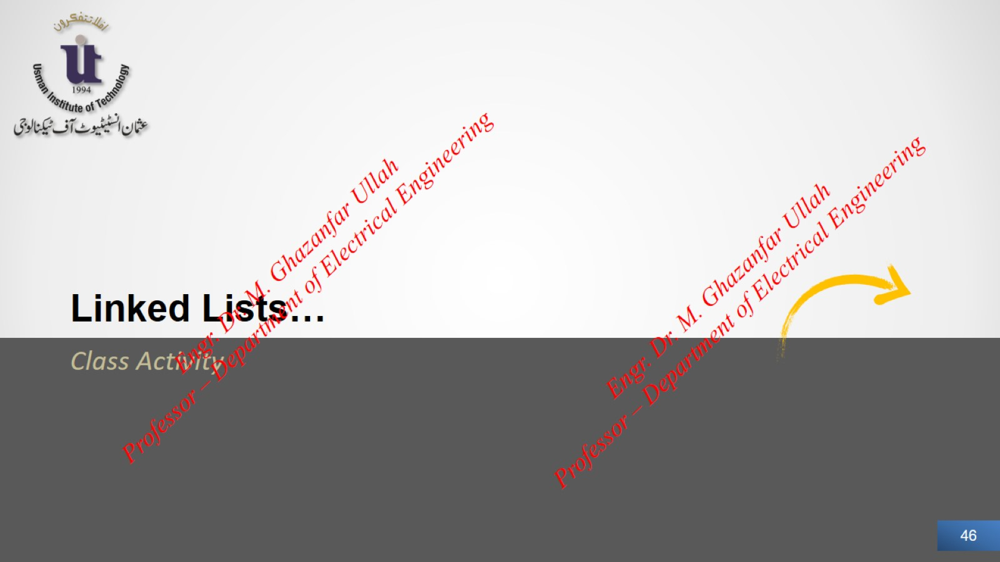 افلا تتفکرون
1994
Usman Institute of Technology
عثمان انسٹیٹیوٹ آف ٹیکنالوجی
Engr. Dr. M. Ghazanfar Ullah
Professor – Department of Electrical Engineering
Engr. Dr. M. Ghazanfar Ullah
Professor – Department of Electrical Engineering
Linked Lists…
Class Activity
46